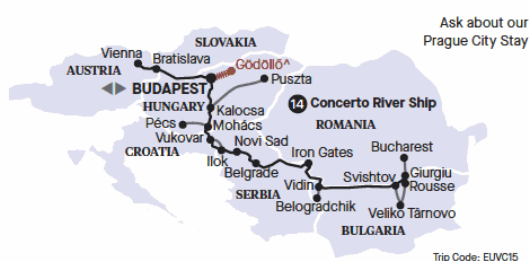 Ask about our
Prague City Stay
SLOVAKIA
Vienna
Bratislava
Gödöllő^
AUSTRIA
BUDAPEST
Puszta
HUNGARY
Kalocsa
14 Concerto River Ship
Pécs
Mohács
ROMANIA
Vukovar
Novi Sad
Bucharest
CROATIA
Ilok
Iron Gates
Giurgiu
Belgrade
Svishtov
Rousse
Vidin
SERBIA
Belogradchik
Veliko Tărnovo
BULGARIA
Trip Code: EUVC15